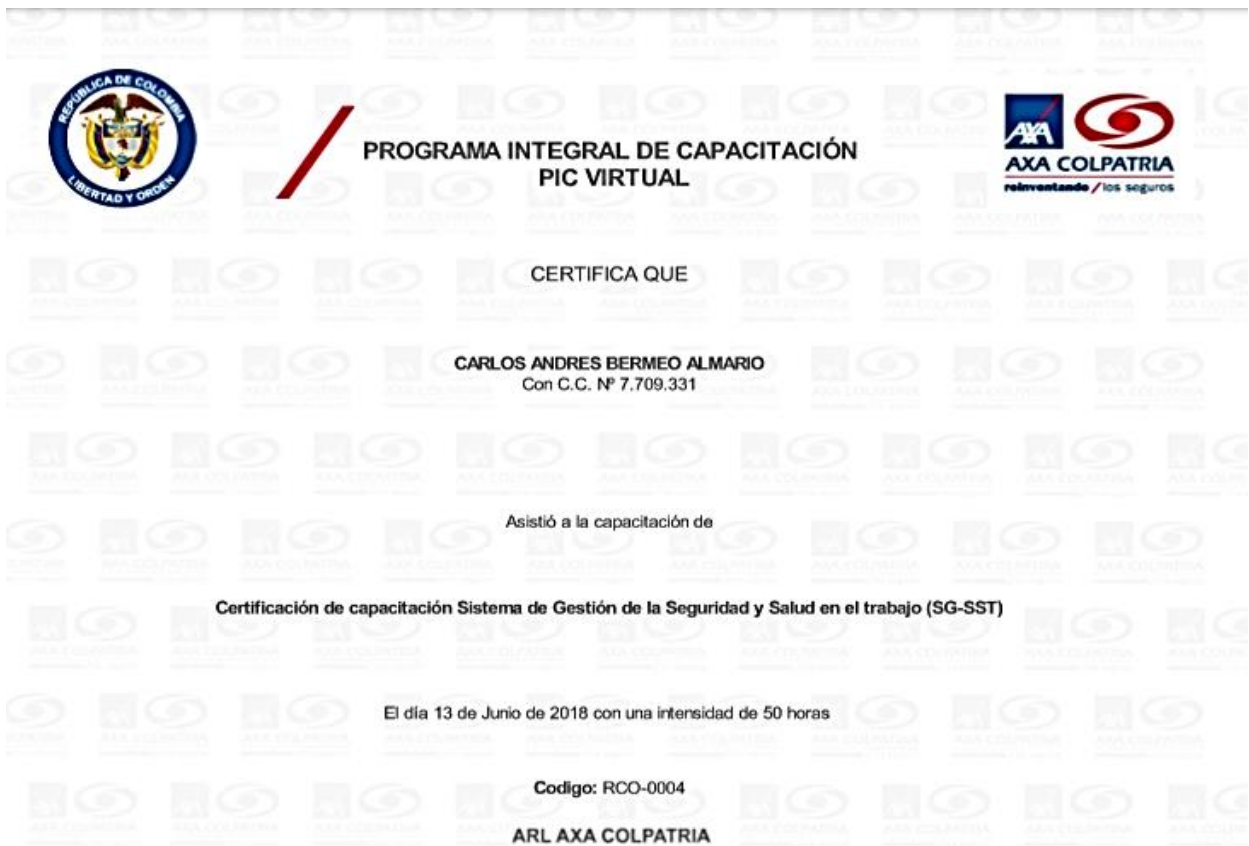 REPÚBLICA DE COLOMBIA
LIBERTAD Y ORDEN
PROGRAMA INTEGRAL DE CAPACITACIÓN
PIC VIRTUAL
AXA
AXA COLPATRIA
reinventando / los seguros
CERTIFICA QUE
CARLOS ANDRES BERMEO ALMARIO
Con C.C. Nº 7.709.331
Asistió a la capacitación de
Certificación de capacitación Sistema de Gestión de la Seguridad y Salud en el trabajo (SG-SST)
El día 13 de Junio de 2018 con una intensidad de 50 horas
Codigo: RCO-0004
ARL AXA COLPATRIA